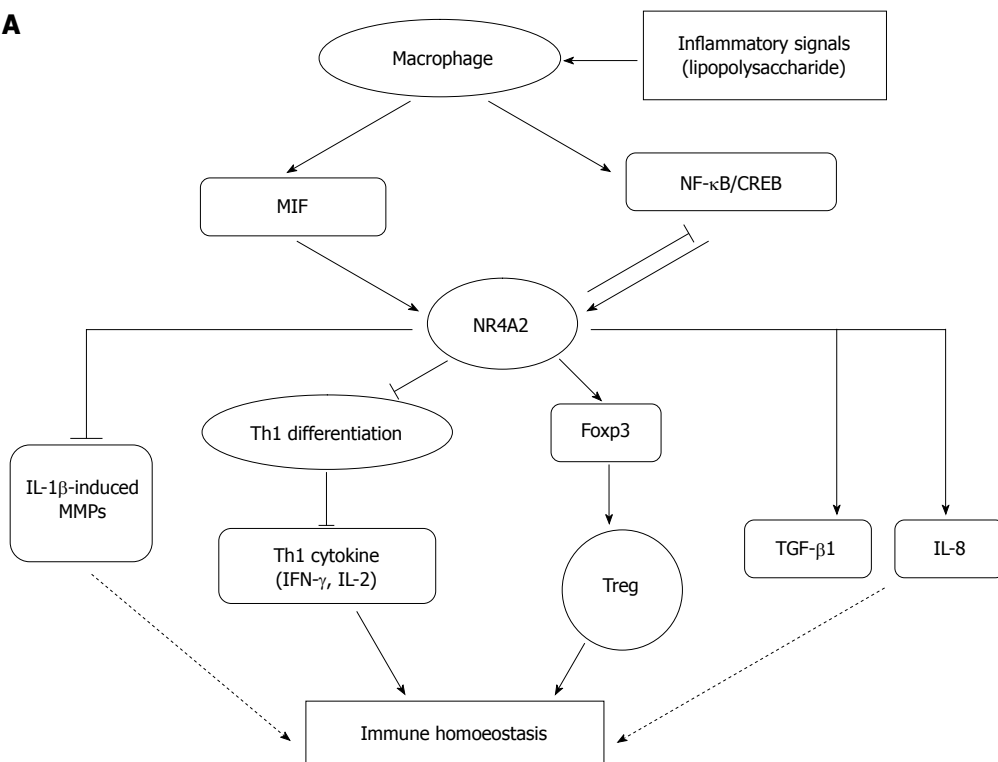 A
Macrophage
Inflammatory signals
(lipopolysaccharide)
MIF
NF-κB/CREB
NR4A2
Th1 differentiation
Foxp3
IL-1β-induced
MMPs
Th1 cytokine
(IFN-γ, IL-2)
Treg
TGF-β1
IL-8
Immune homoeostasis